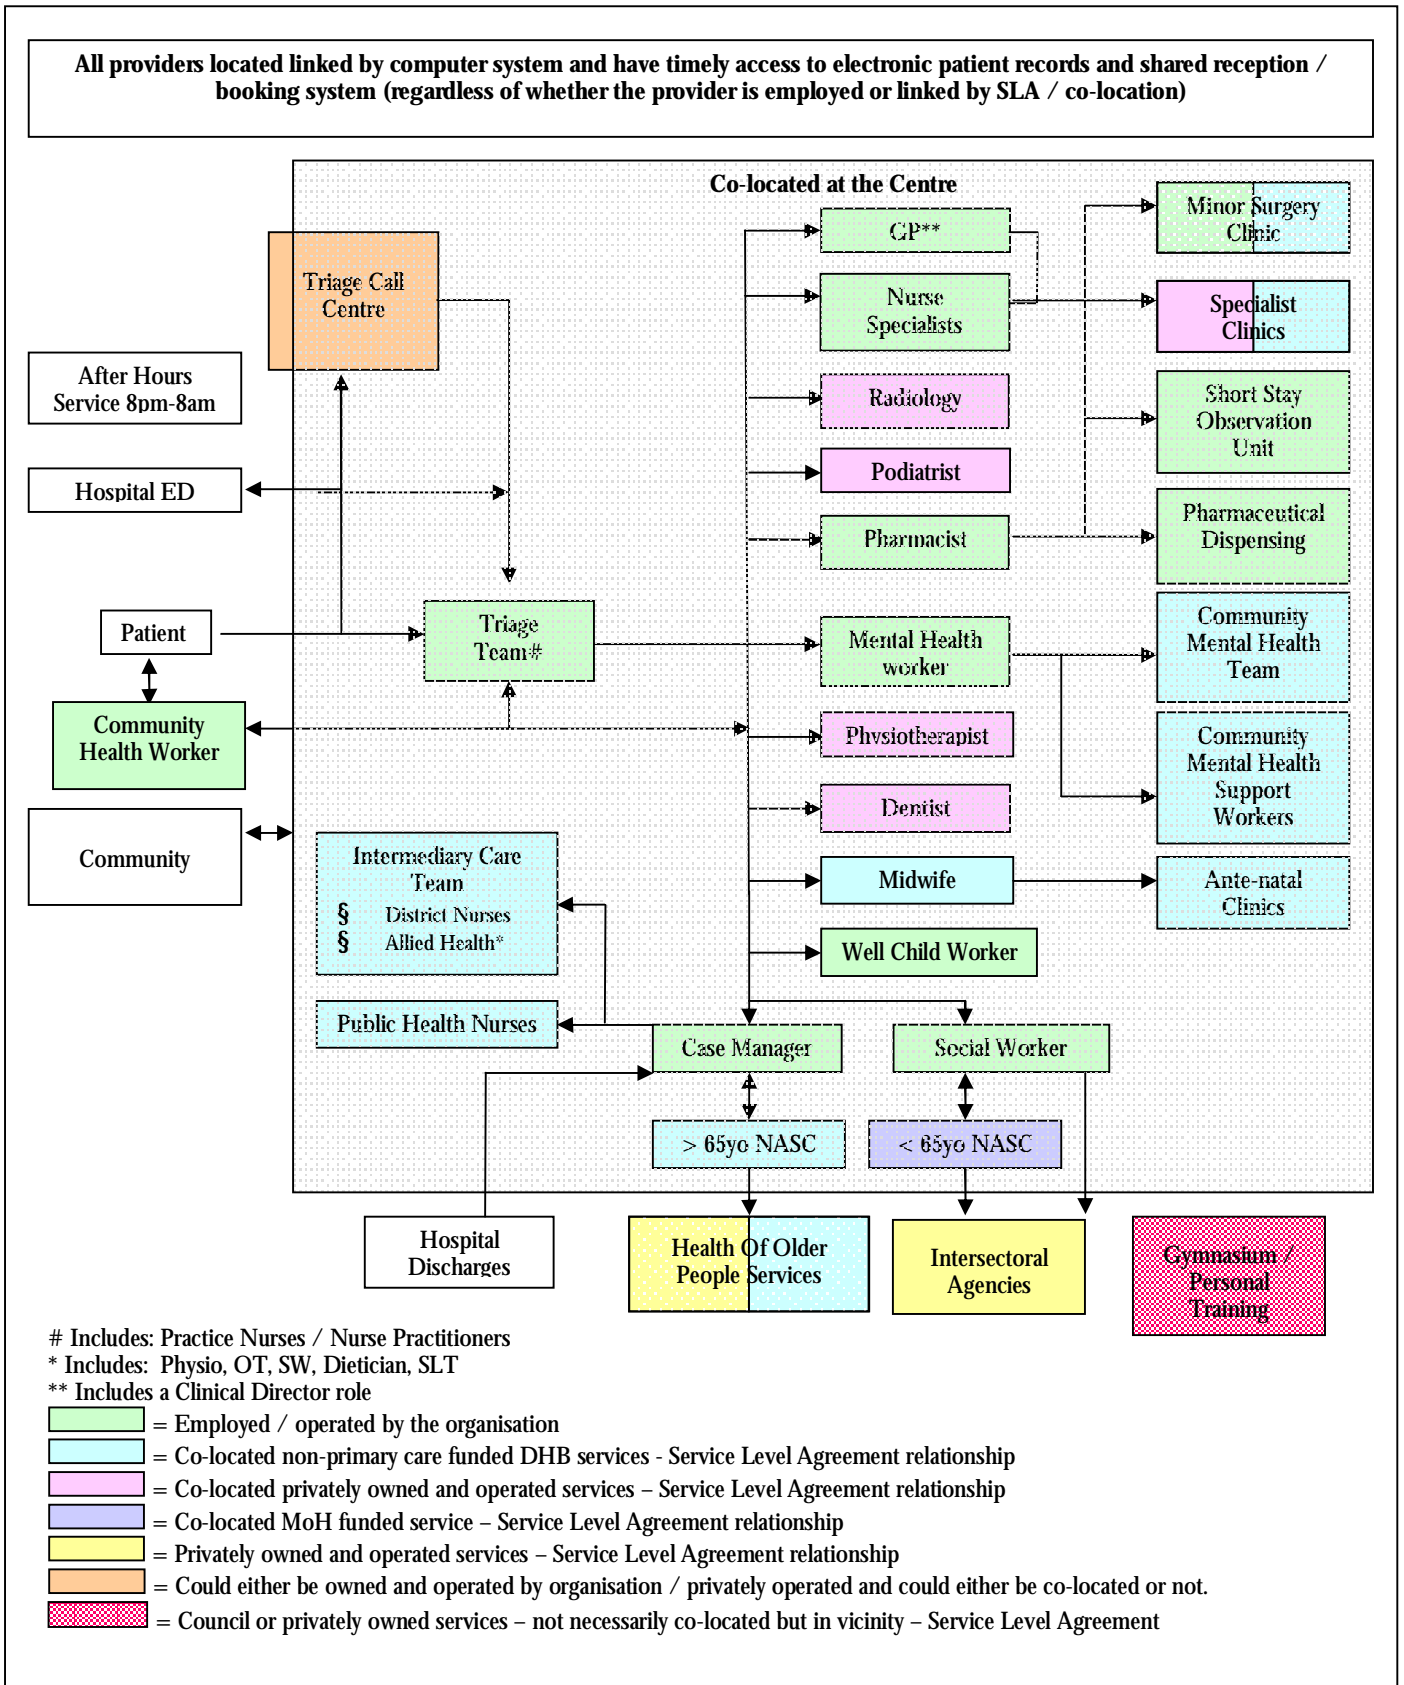 All providers located linked by computer system and have timely access to electronic patient records and shared reception /
booking system (regardless of whether the provider is employed or linked by SLA / co-location)
Co-located at the Centre
Triage Call
Centre
After Hours
Service 8pm-8am
Hospital ED
Patient
Community
Health Worker
Community
Triage
Team#
Intermediary Care
Team
§ District Nurses
§ Allied Health*
Public Health Nurses
GP**
Nurse
Specialists
Radiology
Podiatrist
Pharmacist
Mental Health
worker
Physiotherapist
Dentist
Midwife
Well Child Worker
Case Manager
Social Worker
> 65yo NASC
< 65yo NASC
Minor Surgery
Clinic
Specialist
Clinics
Short Stay
Observation
Unit
Pharmaceutical
Dispensing
Community
Mental Health
Team
Community
Mental Health
Support
Workers
Ante-natal
Clinics
Hospital
Discharges
Health Of Older
People Services
Intersectoral
Agencies
Gymnasium /
Personal
Training
# Includes: Practice Nurses / Nurse Practitioners
* Includes: Physio, OT, SW, Dietician, SLT
** Includes a Clinical Director role
= Employed / operated by the organisation
= Co-located non-primary care funded DHB services - Service Level Agreement relationship
= Co-located privately owned and operated services – Service Level Agreement relationship
= Co-located MoH funded service – Service Level Agreement relationship
= Privately owned and operated services – Service Level Agreement relationship
= Could either be owned and operated by organisation / privately operated and could either be co-located or not.
= Council or privately owned services – not necessarily co-located but in vicinity – Service Level Agreement